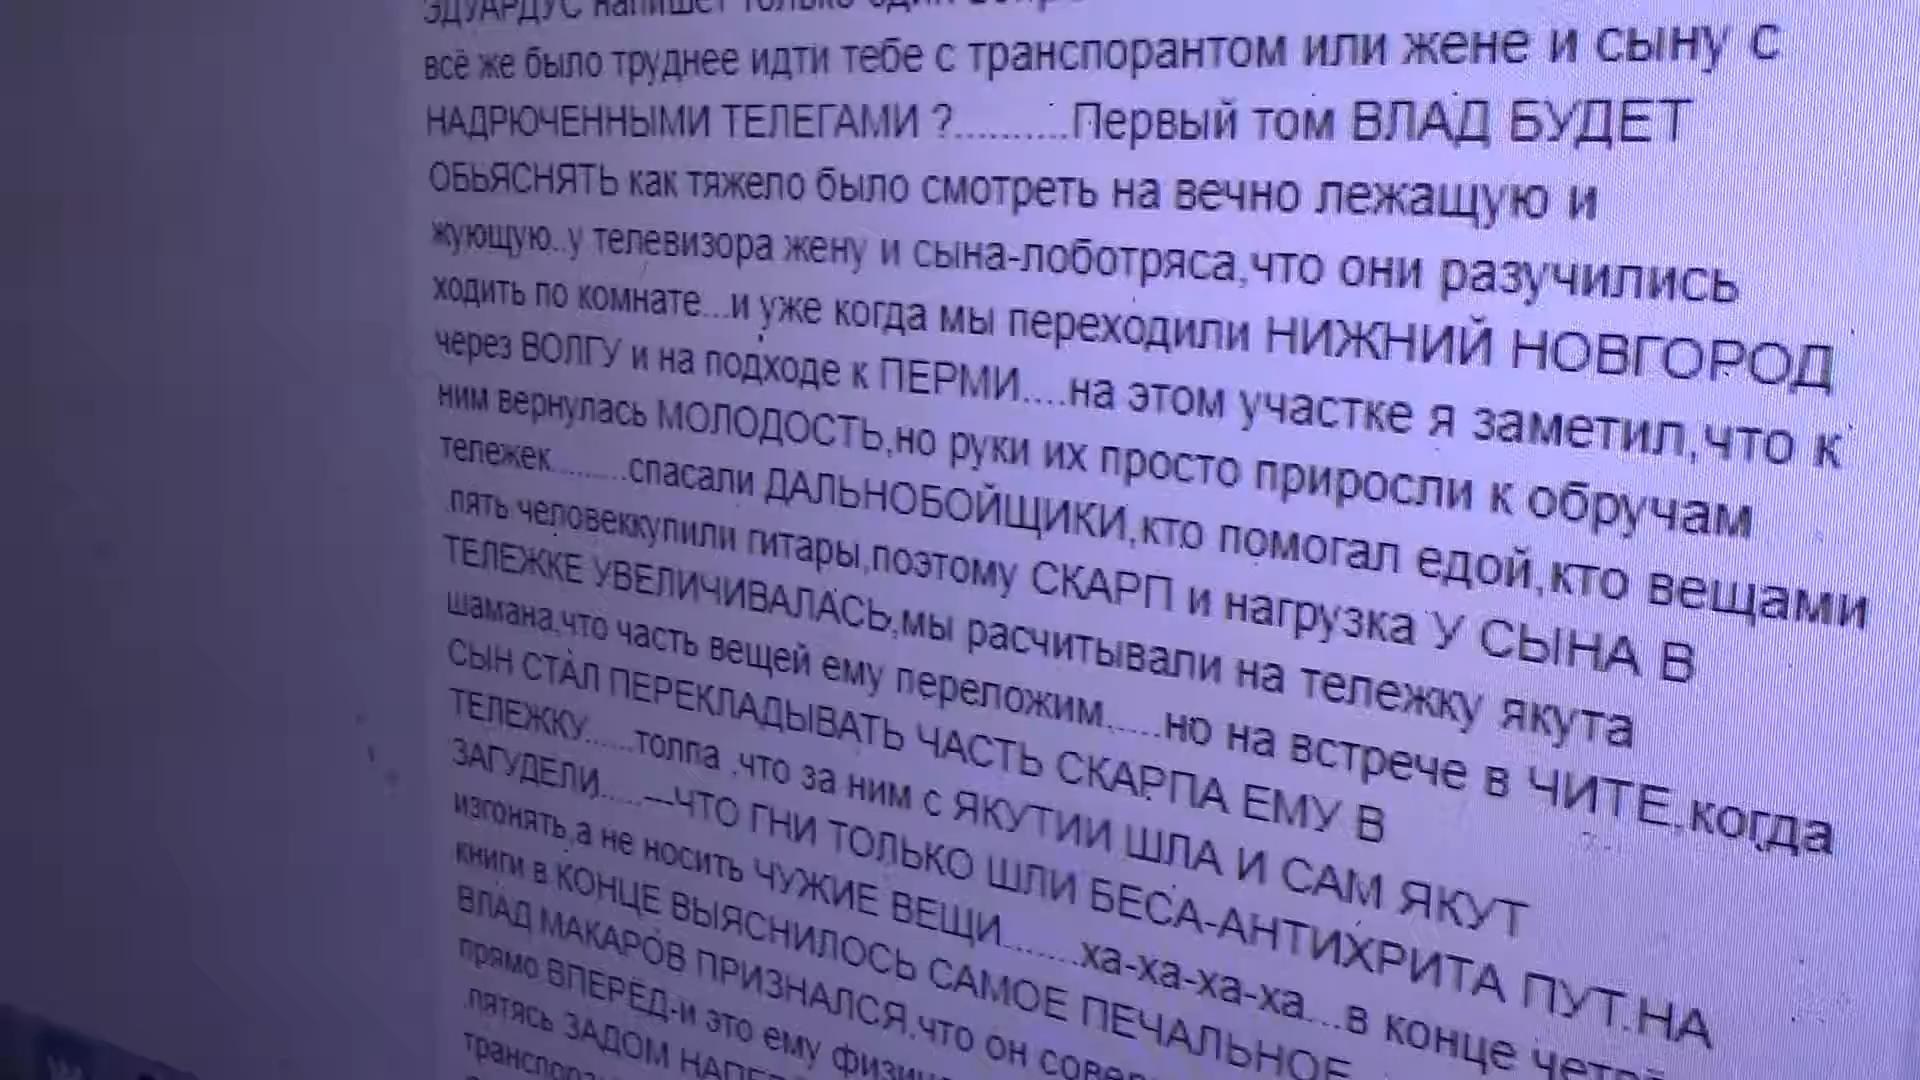 ЭДУАРДУС напишет только один
всё же было труднее идти тебе с транспорантом или жене и сыну с
НАДРЮЧЕННЫМИ ТЕЛЕГАМИ ?..........Первый том ВЛАД БУДЕТ
ОБЬЯСНЯТЬ как тяжело было смотреть на вечно лежащую и
жующую..у телевизора жену и сына-лоботряса,что они разучились
ходить по комнате...и уже когда мы переходили НИЖНИЙ НОВГОРОД
через ВОЛГУ и на подходе к ПЕРМИ....на этом участке я заметил,что к
ним вернулась МОЛОДОСТЬ,но руки их просто приросли к обручам
тележек.........спасали ДАЛЬНОБОЙЩИКИ,кто помогал едой,кто вещами
.пять человеккупили гитары,поэтому СКАРП и нагрузка У СЫНА В
ТЕЛЕЖКЕ УВЕЛИЧИВАЛАСЬ,мы расчитывали на тележку якута
шамана,что часть вещей ему переложим.....но на встрече в ЧИТЕ,когда
СЫН СТАЛ ПЕРЕКЛАДЫВАТЬ ЧАСТЬ СКАРПА ЕМУ В
ТЕЛЕЖКУ......толпа ,что за ним с ЯКУТИИ ШЛА И САМ ЯКУТ
ЗАГУДЕЛИ.....---ЧТО ГНИ ТОЛЬКО ШЛИ БЕСА-АНТИХРИТА ПУТ.НА
изгонять,а не носить ЧУЖИЕ ВЕЩИ.......ха-ха-ха-ха...в конце
книги в КОНЦЕ ВЫЯСНИЛОСЬ САМОЕ ПЕЧАЛЬНОЕ
ВЛАД МАКАРОВ ПРИЗНАЛСЯ,что он
прямо ВПЕРЁД-и это ему
.пятясь ЗАДОМ